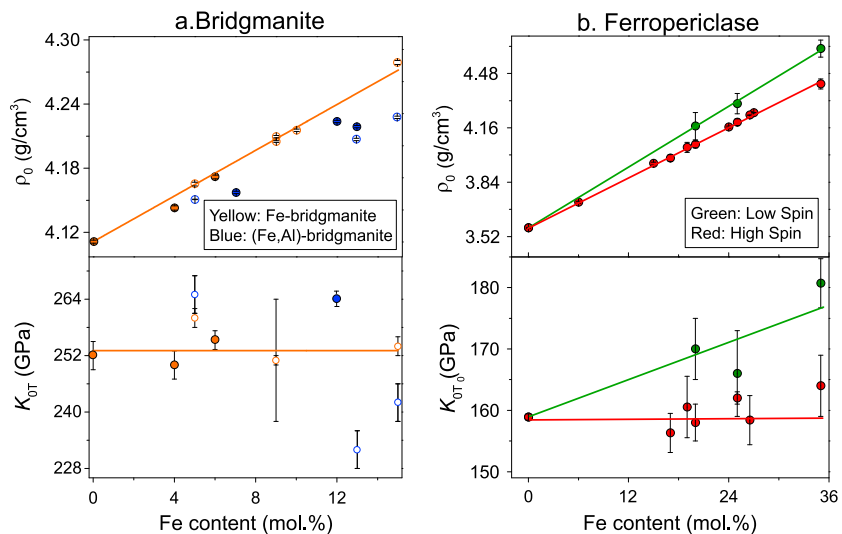 a.Bridgmanite
4.30
4.24
4.18
4.12
ρ0 (g/cm3)
Yellow: Fe-bridgmanite
Blue: (Fe,Al)-bridgmanite
264
252
240
228
K0T (GPa)
0
4
8
12
Fe content (mol.%)
b. Ferropericlase
4.48
4.16
3.84
3.52
ρ0 (g/cm3)
Green: Low Spin
Red: High Spin
180
170
160
150
K0T0 (GPa)
0
12
24
36
Fe content (mol.%)